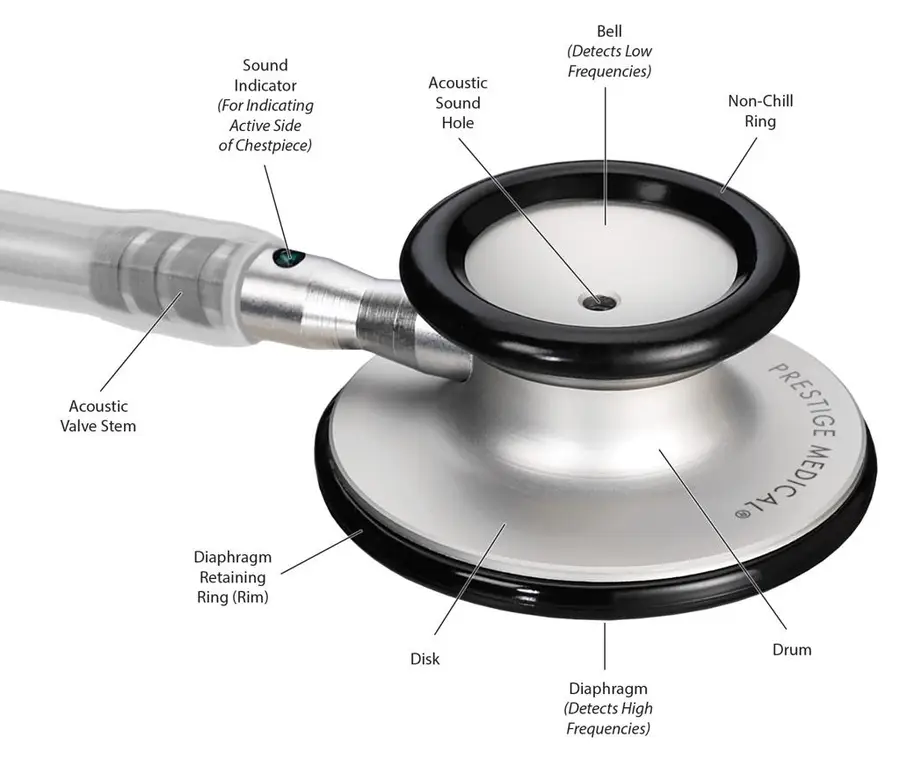 Bell
(Detects Low
Frequencies)
Sound
Indicator
(For Indicating
Active Side
of Chestpiece)
Acoustic
Sound
Hole
Non-Chill
Ring
Acoustic
Valve Stem
PRESTIGE MEDICAL®
Diaphragm
Retaining
Ring (Rim)
Disk
Drum
Diaphragm
(Detects High
Frequencies)